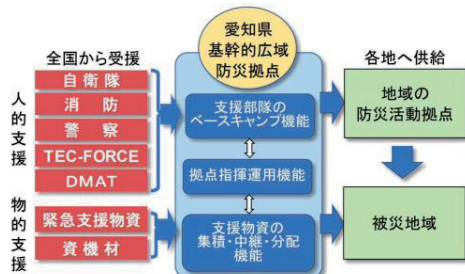 全国から受援
人的支援
自衛隊
消防
警察
TEC-FORCE
DMAT
物的支援
緊急支援物資
資機材
愛知県
基幹的広域
防災拠点
支援部隊の
ベースキャンプ機能
拠点指揮運用機能
支援物資の
集積・中継・分配
機能
各地へ供給
地域の
防災活動拠点
被災地域